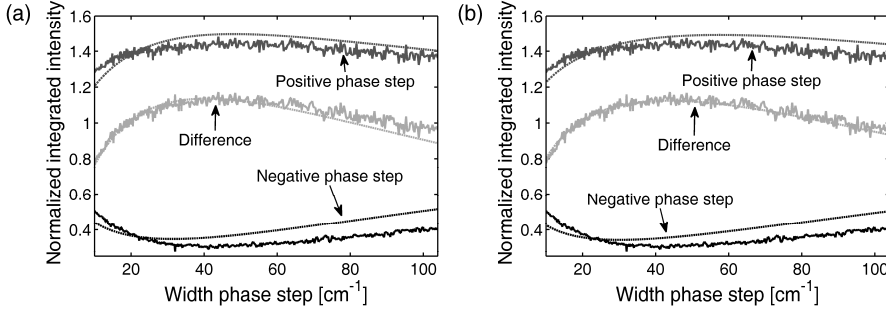 (a)
Normalized integrated intensity
1.6
1.4
1.2
1
0.8
0.6
0.4
Positive phase step
Difference
Negative phase step
20 40 60 80 100
Width phase step [cm⁻¹]
(b)
Normalized integrated intensity
1.6
1.4
1.2
1
0.8
0.6
0.4
Positive phase step
Difference
Negative phase step
20 40 60 80 100
Width phase step [cm⁻¹]